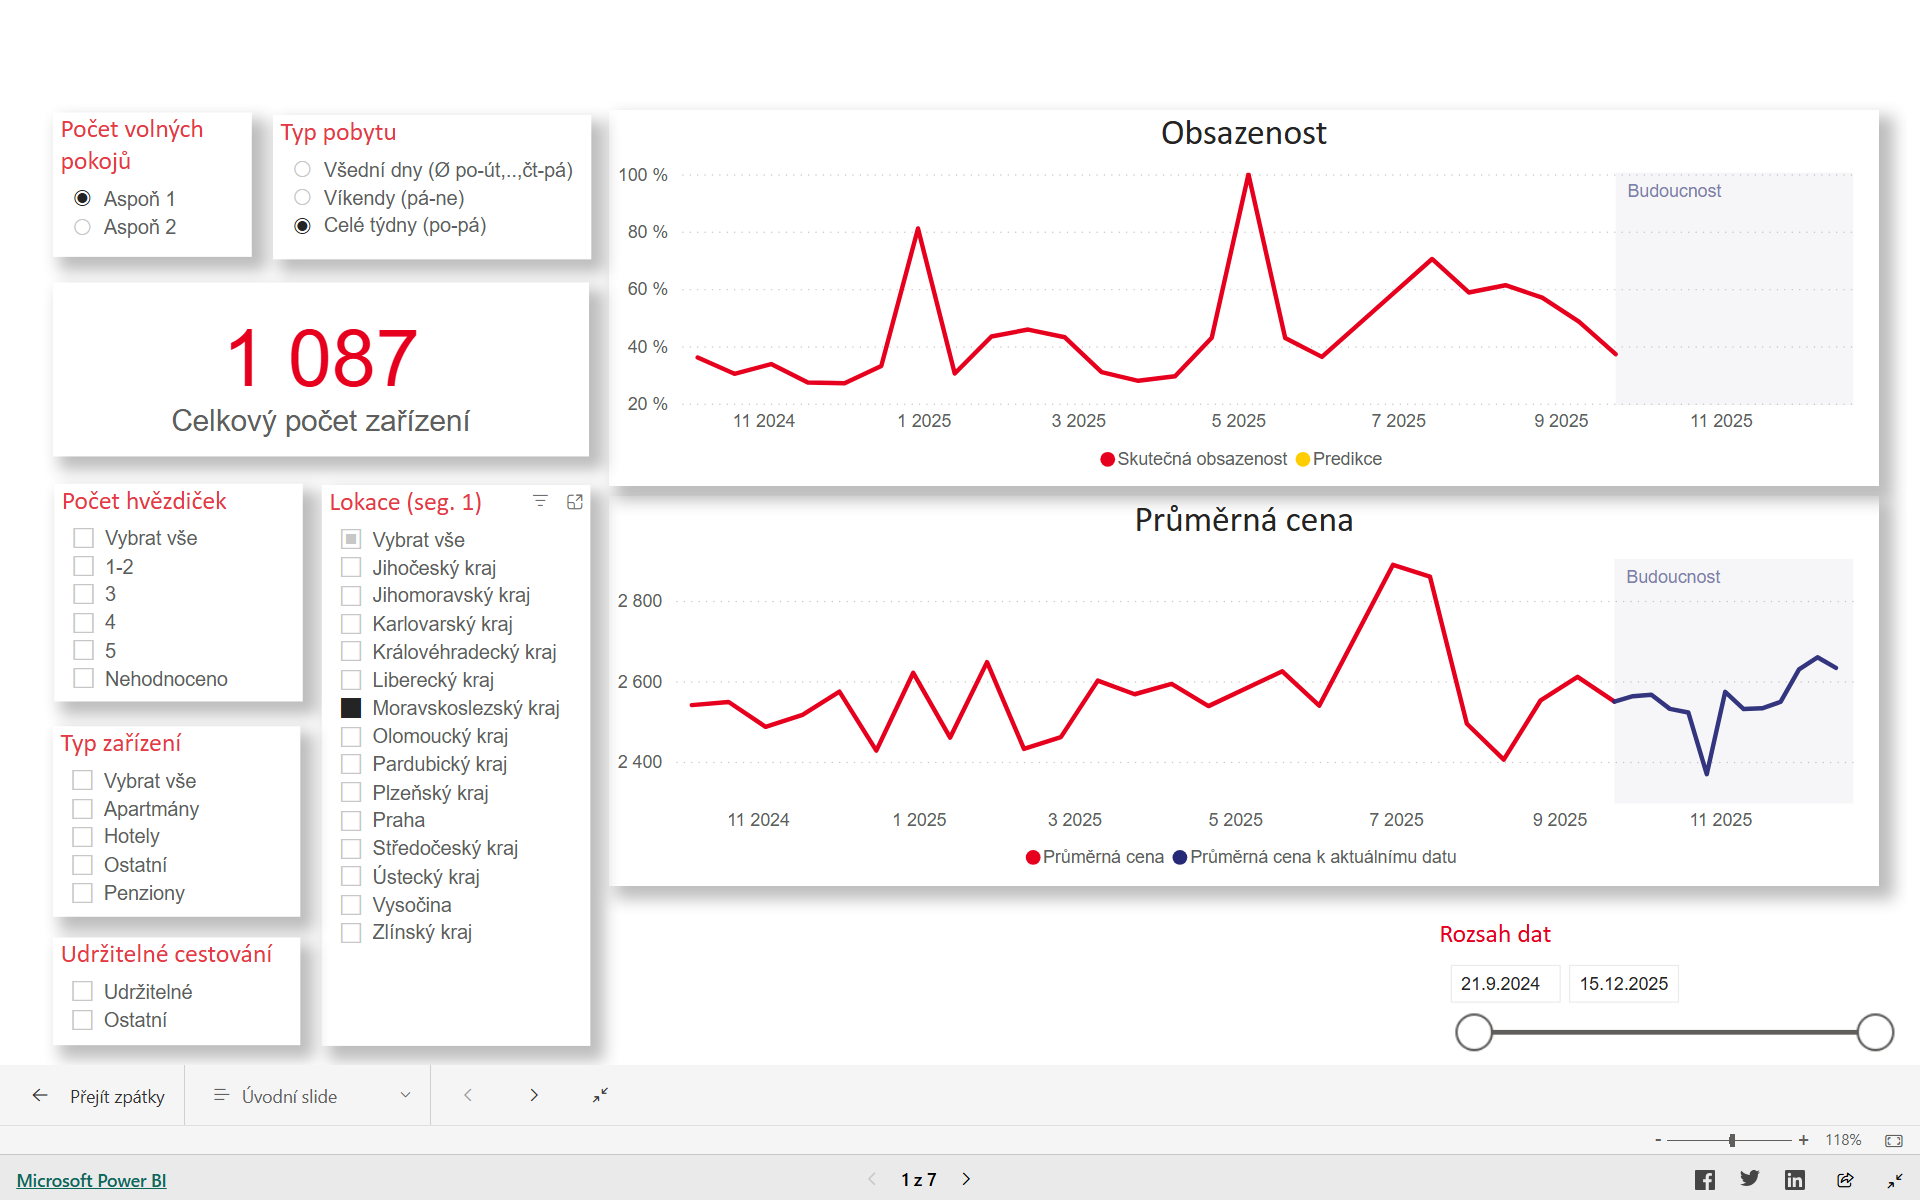 Počet volných
pokojů
Aspoň 1
Aspoň 2
Typ pobytu
Všední dny (Ø po-út,..,čt-pá)
Víkendy (pá-ne)
Celé týdny (po-pá)
1 087
Celkový počet zařízení
Počet hvězdiček
Vybrat vše
1-2
3
4
5
Nehodnoceno
Typ zařízení
Vybrat vše
Apartmány
Hotely
Ostatní
Penziony
Udržitelné cestování
Udržitelné
Ostatní
Lokace (seg. 1)
Vybrat vše
Jihočeský kraj
Jihomoravský kraj
Karlovarský kraj
Královéhradecký kraj
Liberecký kraj
Moravskoslezský kraj
Olomoucký kraj
Pardubický kraj
Plzeňský kraj
Praha
Středočeský kraj
Ústecký kraj
Vysočina
Zlínský kraj
Obsazenost
100 %
80 %
60 %
40 %
20 %
Budoucnost
11 2024 1 2025 3 2025 5 2025 7 2025 9 2025 11 2025
Skutečná obsazenost Predikce
Průměrná cena
2 800
2 600
2 400
Budoucnost
11 2024 1 2025 3 2025 5 2025 7 2025 9 2025 11 2025
Průměrná cena Průměrná cena k aktuálnímu datu
Rozsah dat
21.9.2024 15.12.2025
Přejít zpátky Úvodní slide
- + 118%
Microsoft Power BI 1 z 7